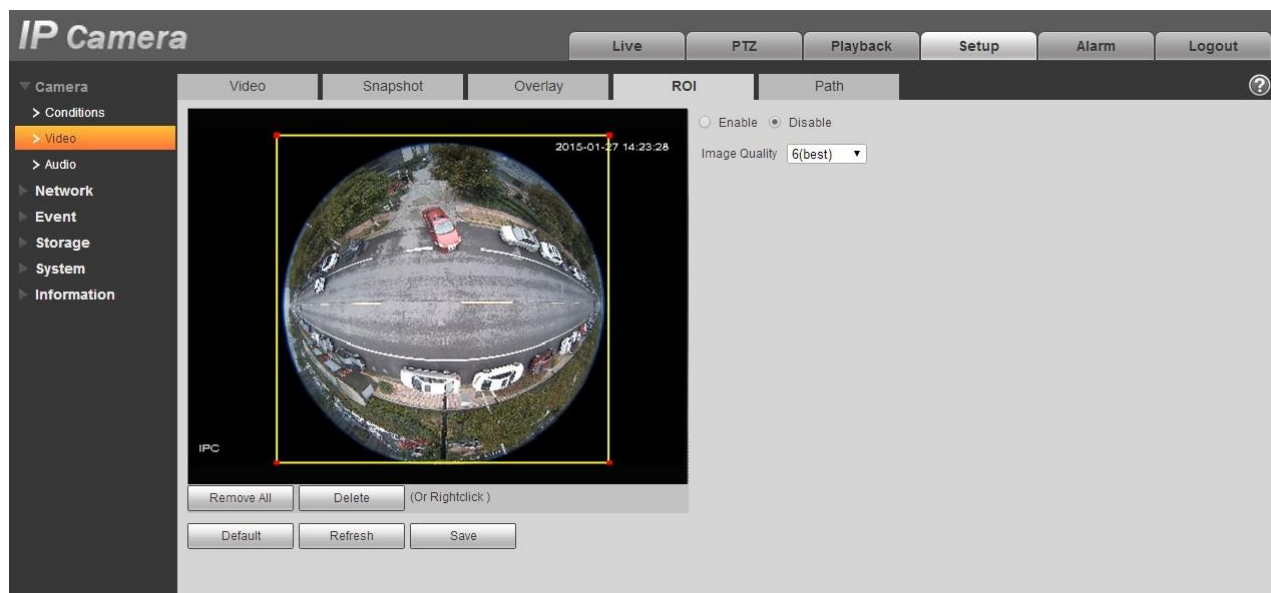 IP Camera
Live PTZ Playback Setup Alarm Logout
Camera
Conditions
Video
Audio
Network
Event
Storage
System
Information
Video Snapshot Overlay ROI Path
?
2015-01-27 14:23:28
IPC
Enable Disable
Image Quality 6(best)
Remove All Delete (Or Rightclick )
Default Refresh Save